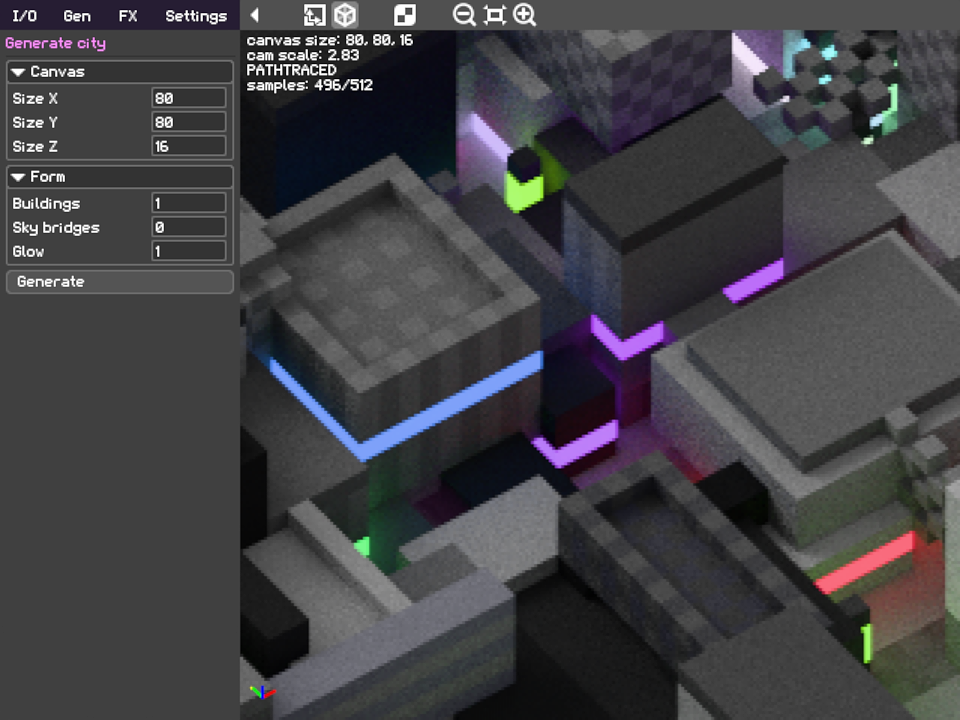 I/O Gen FX Settings
Generate city
Canvas
Size X 80
Size Y 80
Size Z 16
Form
Buildings 1
Sky bridges 0
Glow 1
Generate
canvas size: 80, 80, 16
cam scale: 2.83
PATHTRACED
samples: 496/512